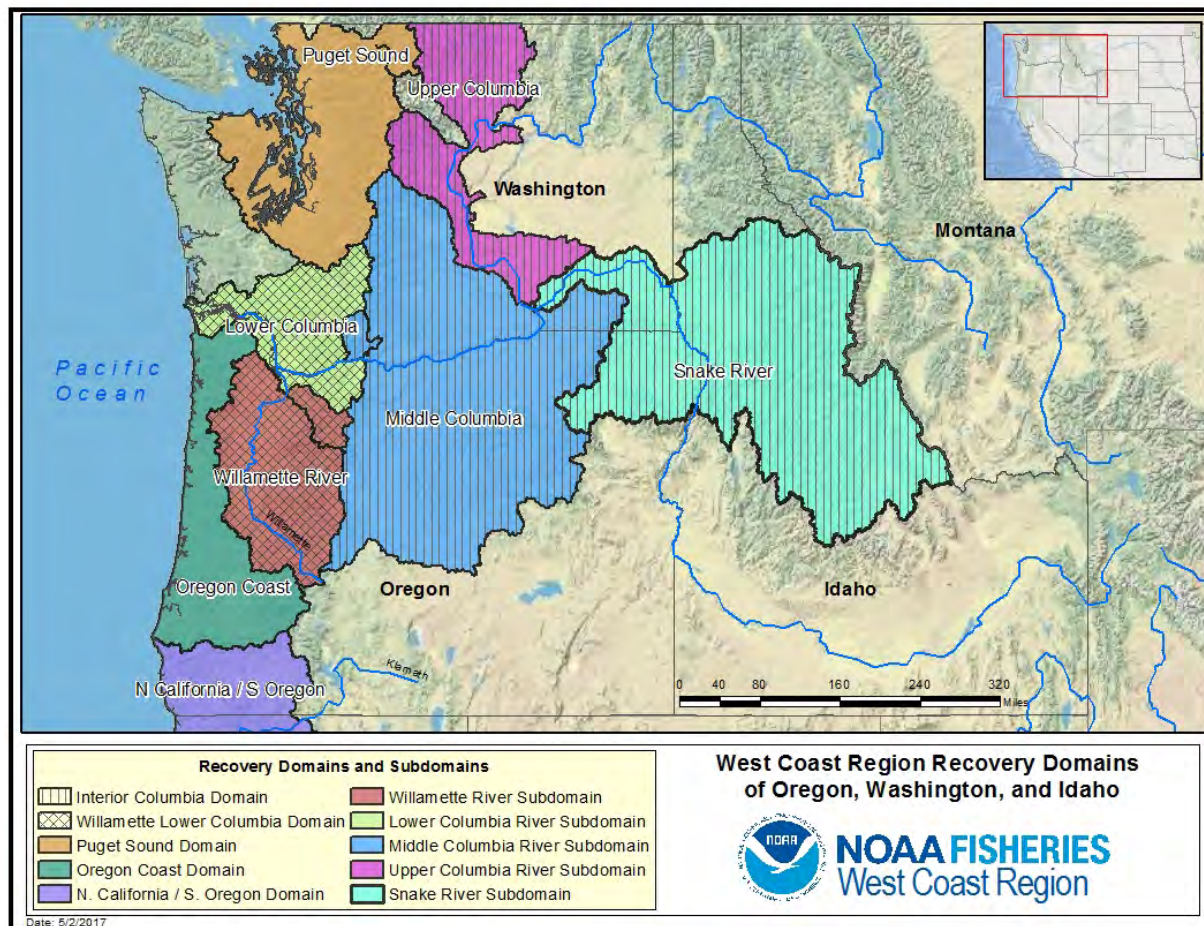 Puget Sound
Upper Columbia
Washington
Montana
Lower Columbia
Pacific
Ocean
Snake River
Middle Columbia
Willamette River
Willamette
Oregon Coast
Oregon
Idaho
Klamath
N California / S Oregon
0 40 80 160 240 320
Miles
Recovery Domains and Subdomains
Interior Columbia Domain
Willamette Lower Columbia Domain
Puget Sound Domain
Oregon Coast Domain
N. California / S. Oregon Domain
Willamette River Subdomain
Lower Columbia River Subdomain
Middle Columbia River Subdomain
Upper Columbia River Subdomain
Snake River Subdomain
West Coast Region Recovery Domains
of Oregon, Washington, and Idaho
NOAA
NOAA FISHERIES
West Coast Region
Date: 5/2/2017